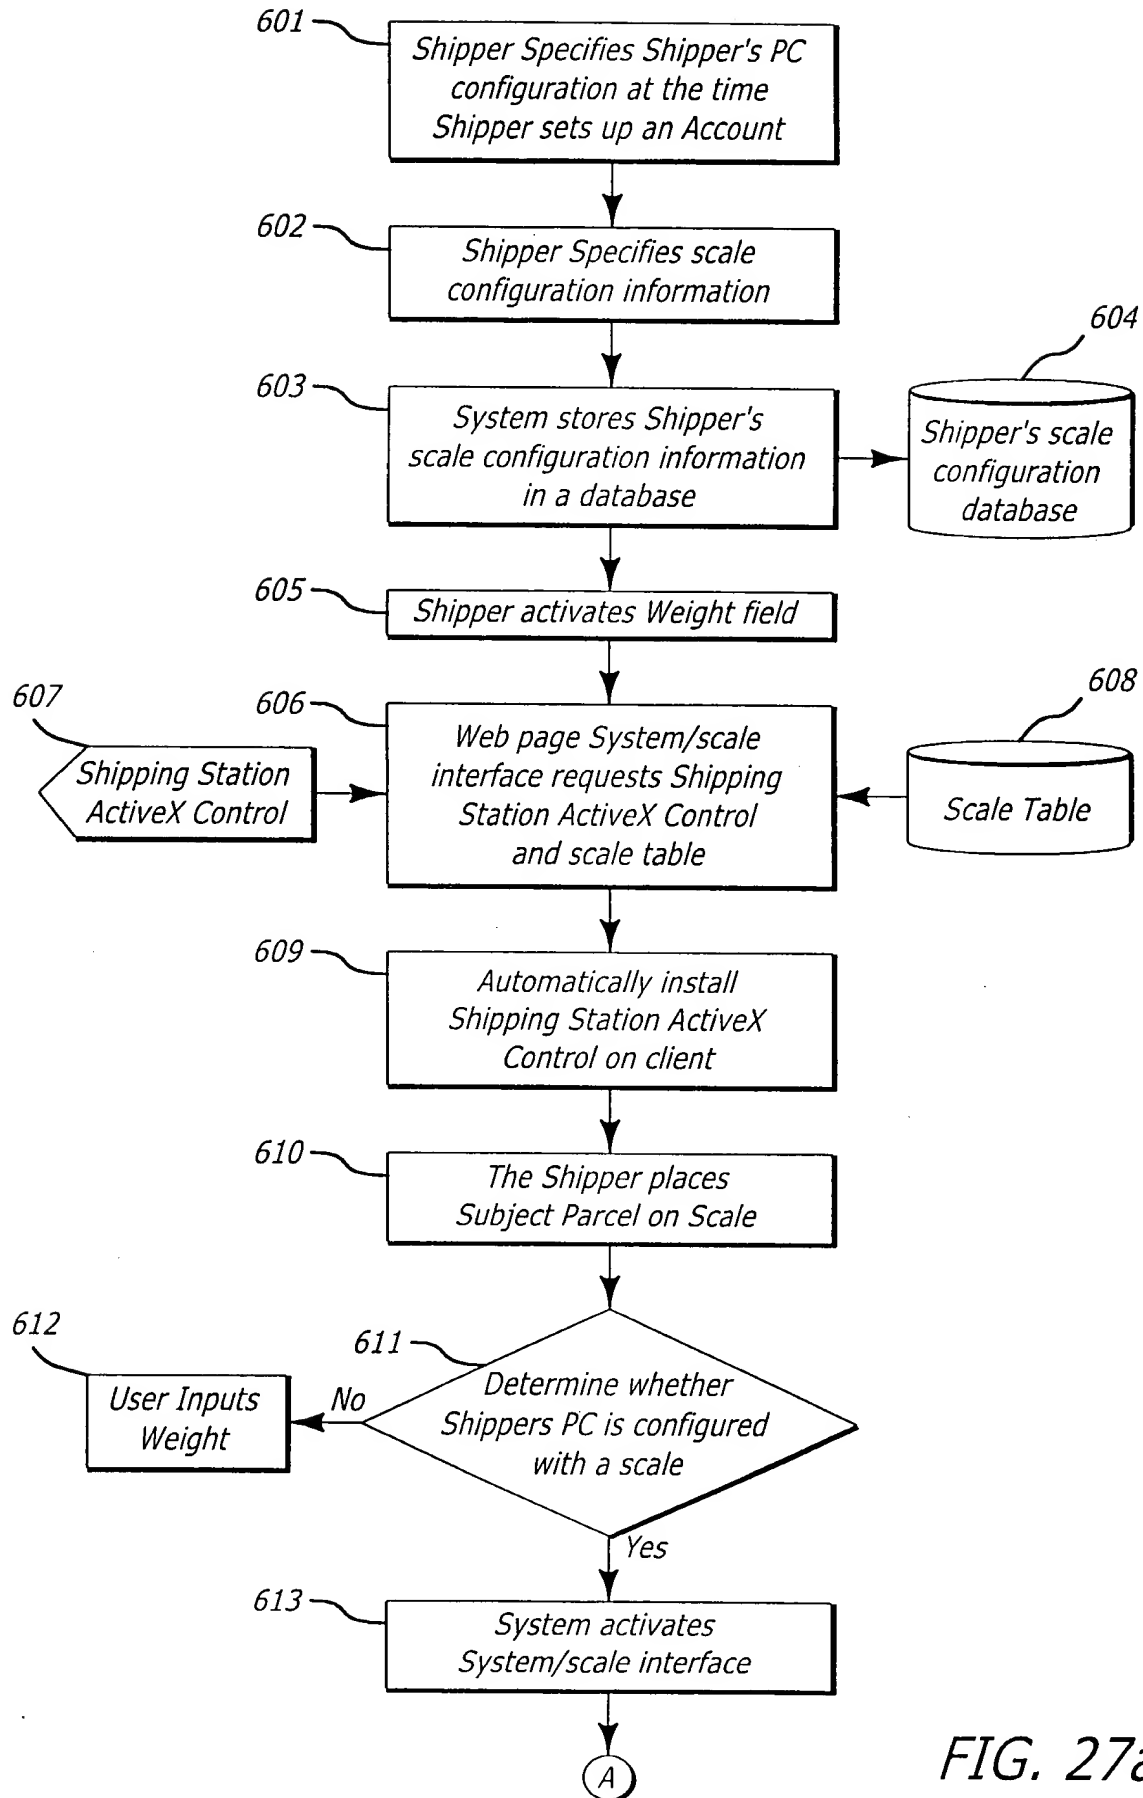 601
Shipper Specifies Shipper's PC
configuration at the time
Shipper sets up an Account
602
Shipper Specifies scale
configuration information
603
System stores Shipper's
scale configuration information
in a database
604
Shipper's scale
configuration
database
605
Shipper activates Weight field
606
Web page System/scale
interface requests Shipping
Station ActiveX Control
and scale table
607
Shipping Station
ActiveX Control
608
Scale Table
609
Automatically install
Shipping Station ActiveX
Control on client
610
The Shipper places
Subject Parcel on Scale
611
Determine whether
Shippers PC is configured
with a scale
No
612
User Inputs
Weight
Yes
613
System activates
System/scale interface
A
FIG. 27a